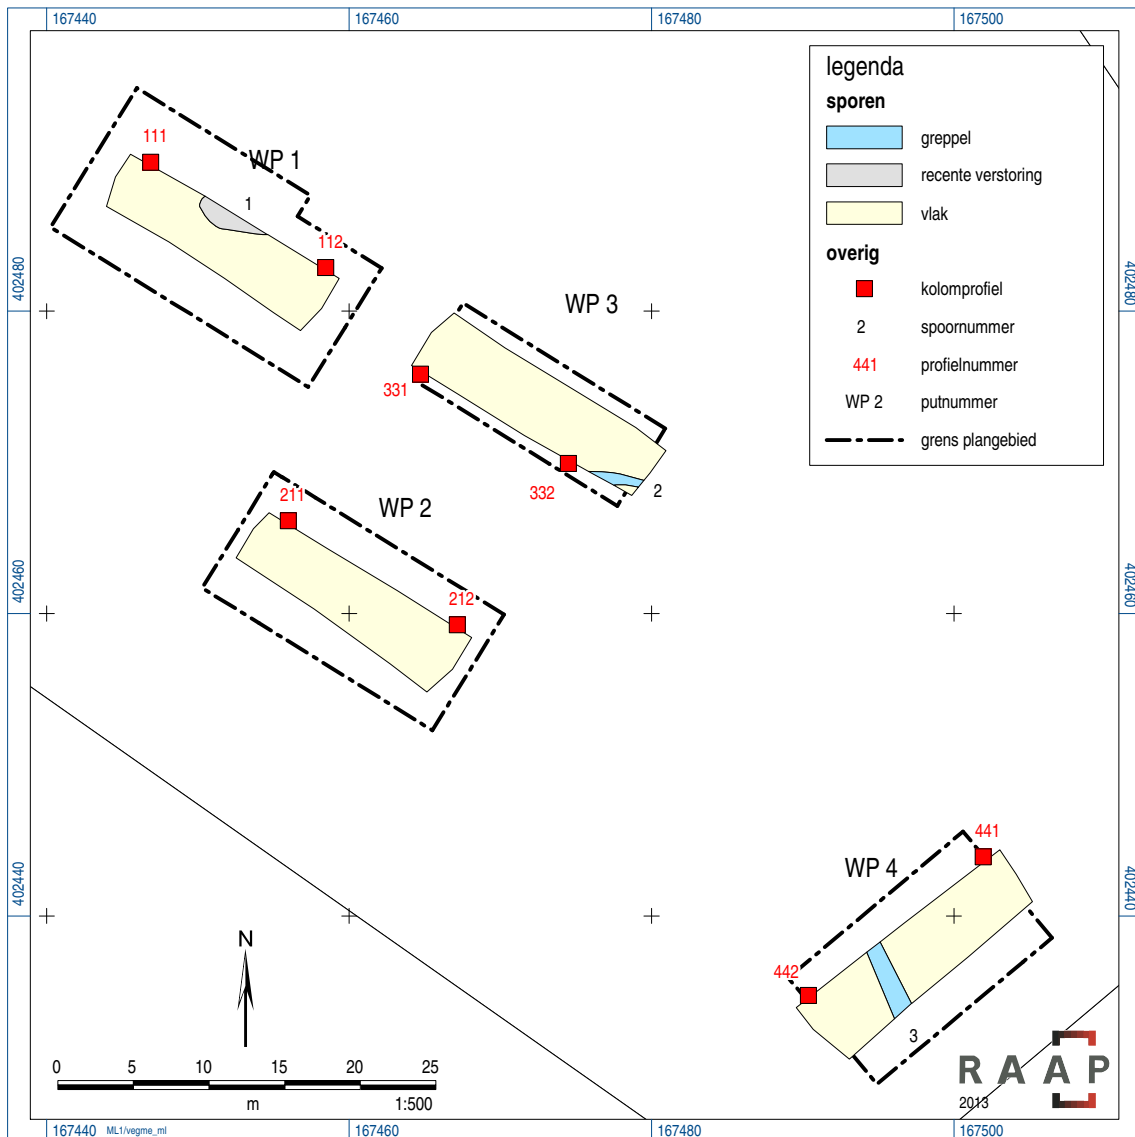 167440 167460 167480 167500
legenda
sporen
greppel
recente verstoring
vlak
overig
kolomprofiel
2 spoornummer
441 profielnummer
WP 2 putnummer
grens plangebied
111
WP 1
1
112
402480
402480
WP 3
331
332
2
211
WP 2
212
402460
402460
441
WP 4
402440
402440
442
3
N
0 5 10 15 20 25
m 1:500
RAAP
2013
167440 ML1/vegme_ml 167460 167480 167500